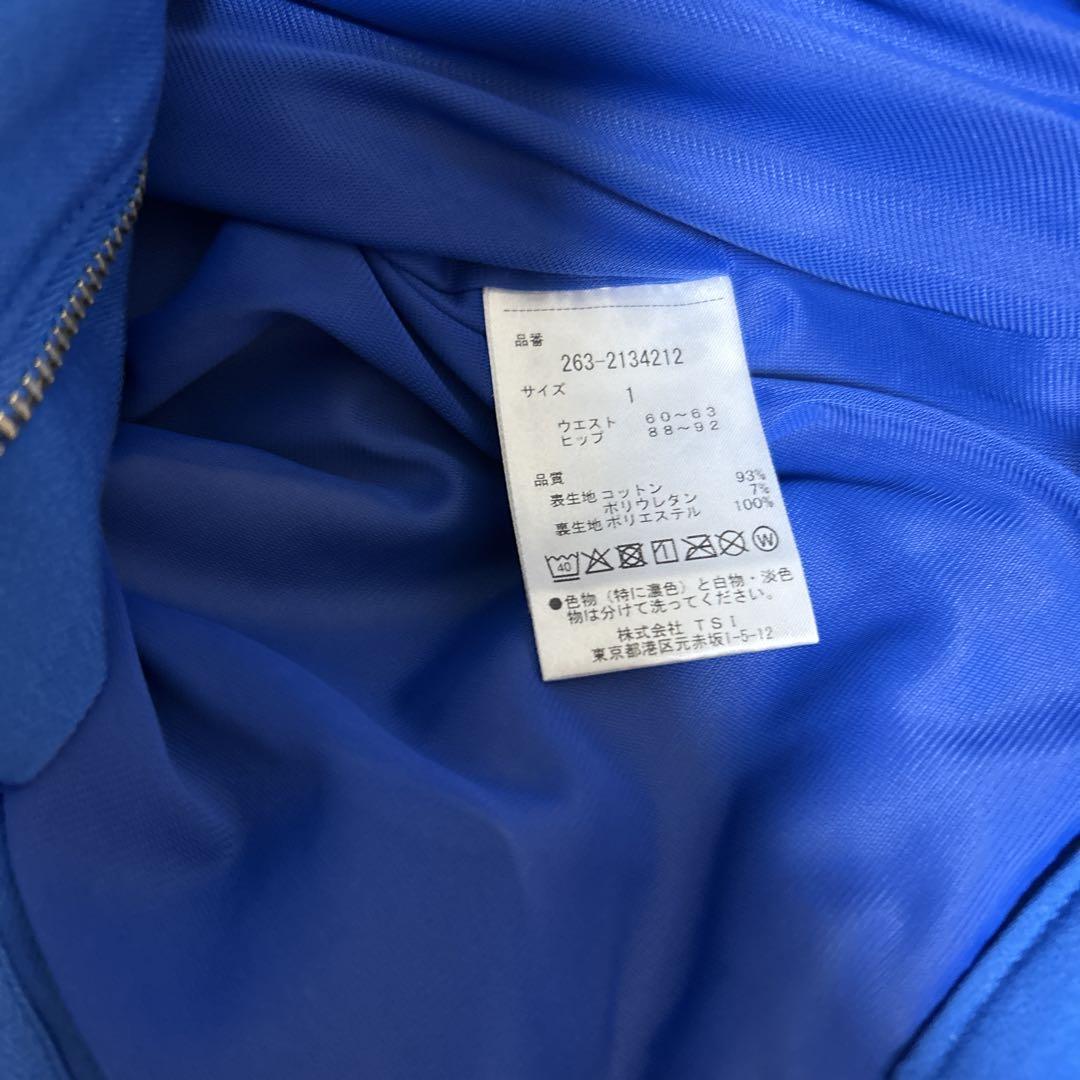 品番
263-2134212
サイズ
1
ウエスト 60～63
ヒップ 88～92
品質
表生地 コットン 93%
ポリウレタン 7%
裏生地 ポリエステル 100%
40 W
●色物（特に濃色）と白物・淡色
物は分けて洗ってください。
株式会社 TSI
東京都港区元赤坂1-5-12